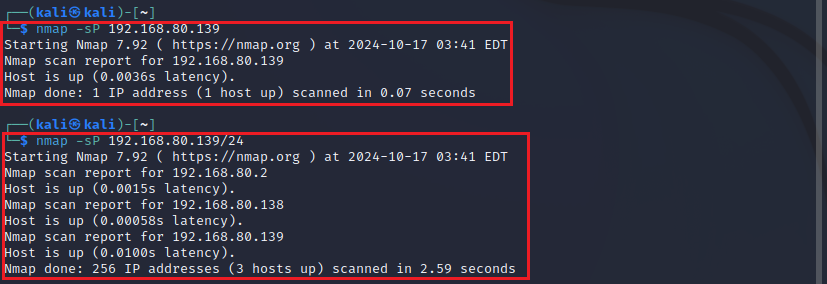 ┌──(kali㉿kali)-[~]
└─$ nmap -sP 192.168.80.139
Starting Nmap 7.92 ( https://nmap.org ) at 2024-10-17 03:41 EDT
Nmap scan report for 192.168.80.139
Host is up (0.0036s latency).
Nmap done: 1 IP address (1 host up) scanned in 0.07 seconds
┌──(kali㉿kali)-[~]
└─$ nmap -sP 192.168.80.139/24
Starting Nmap 7.92 ( https://nmap.org ) at 2024-10-17 03:41 EDT
Nmap scan report for 192.168.80.2
Host is up (0.0015s latency).
Nmap scan report for 192.168.80.138
Host is up (0.00058s latency).
Nmap scan report for 192.168.80.139
Host is up (0.0100s latency).
Nmap done: 256 IP addresses (3 hosts up) scanned in 2.59 seconds